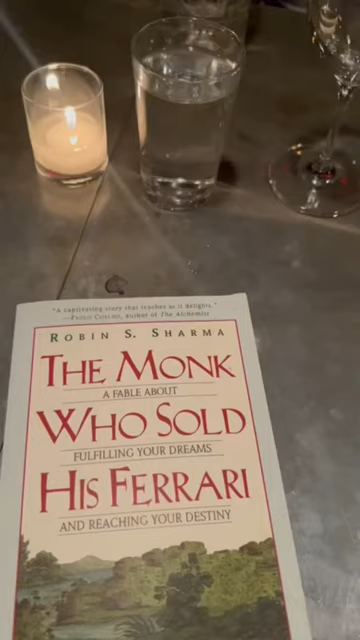 "A captivating story that teaches as it delights."
—PAULO COELHO, author of The Alchemist
ROBIN S. SHARMA
THE MONK
A FABLE ABOUT
WHO SOLD
FULFILLING YOUR DREAMS
HIS FERRARI
AND REACHING YOUR DESTINY